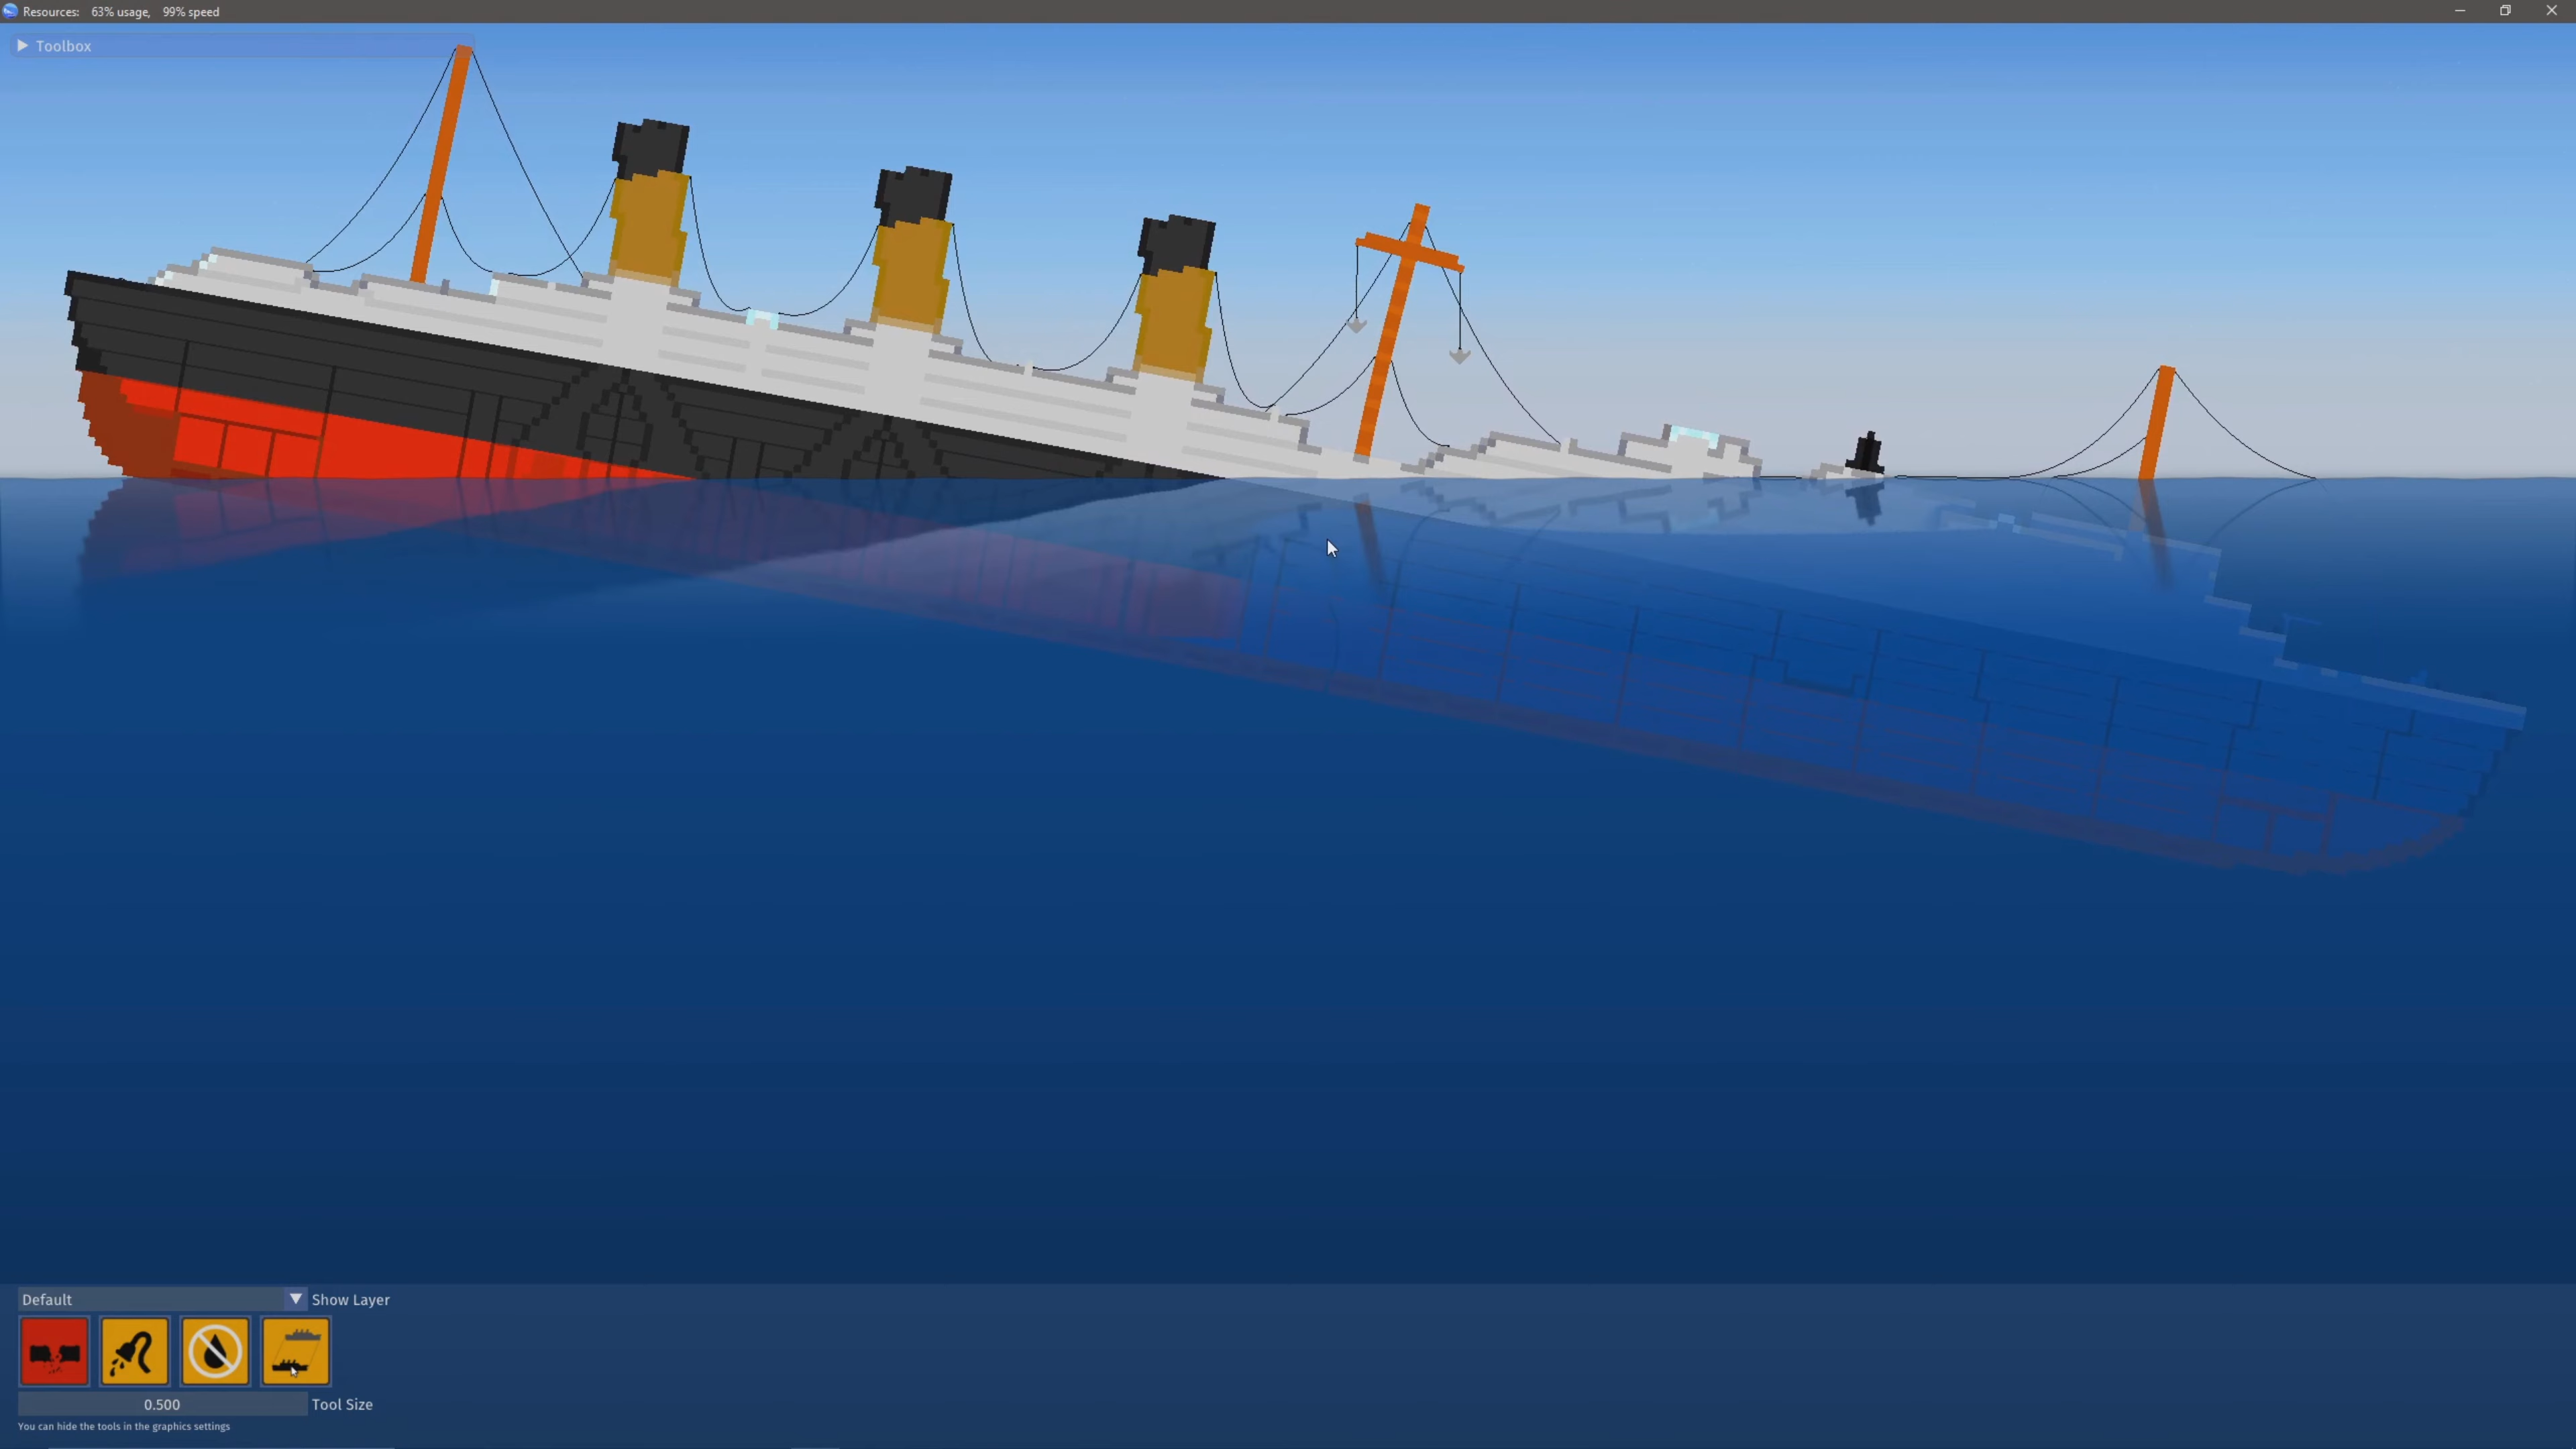 Resources: 63% usage, 99% speed
Toolbox
Default
Show Layer
0.500
Tool Size
You can hide the tools in the graphics settings